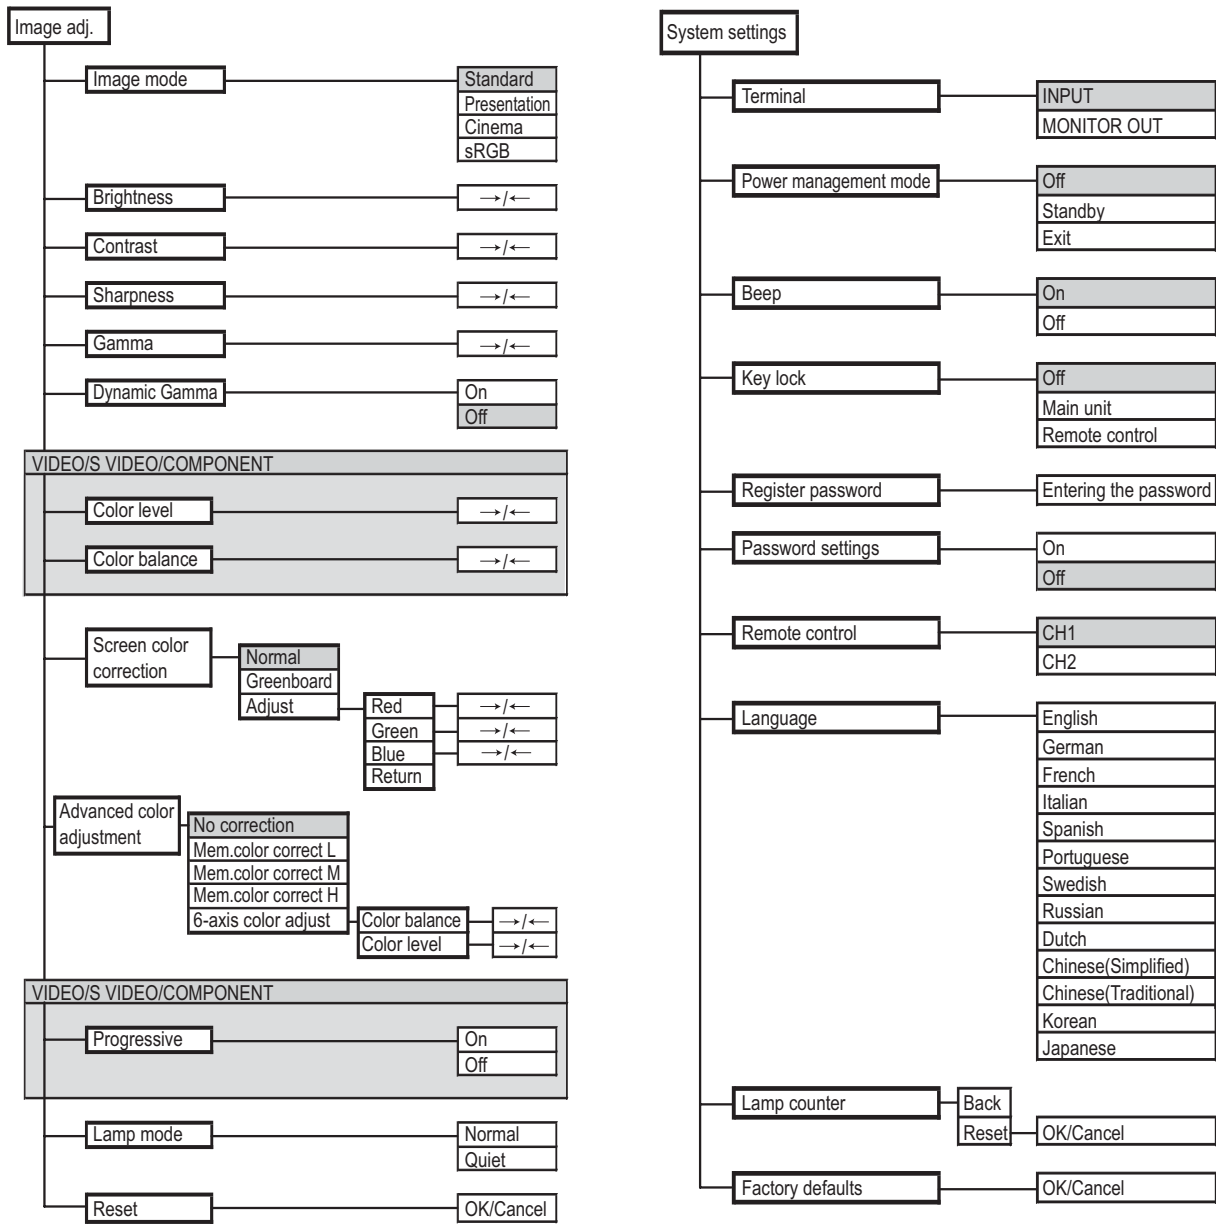 Image adj.
Image mode
Standard
Presentation
Cinema
sRGB
Brightness
→/←
Contrast
→/←
Sharpness
→/←
Gamma
→/←
Dynamic Gamma
On
Off
VIDEO/S VIDEO/COMPONENT
Color level
→/←
Color balance
→/←
Screen color
correction
Normal
Greenboard
Adjust
Red
→/←
Green
→/←
Blue
→/←
Return
Advanced color
adjustment
No correction
Mem.color correct L
Mem.color correct M
Mem.color correct H
6-axis color adjust
Color balance
→/←
Color level
→/←
VIDEO/S VIDEO/COMPONENT
Progressive
On
Off
Lamp mode
Normal
Quiet
Reset
OK/Cancel
System settings
Terminal
INPUT
MONITOR OUT
Power management mode
Off
Standby
Exit
Beep
On
Off
Key lock
Off
Main unit
Remote control
Register password
Entering the password
Password settings
On
Off
Remote control
CH1
CH2
Language
English
German
French
Italian
Spanish
Portuguese
Swedish
Russian
Dutch
Chinese(Simplified)
Chinese(Traditional)
Korean
Japanese
Lamp counter
Back
Reset
OK/Cancel
Factory defaults
OK/Cancel